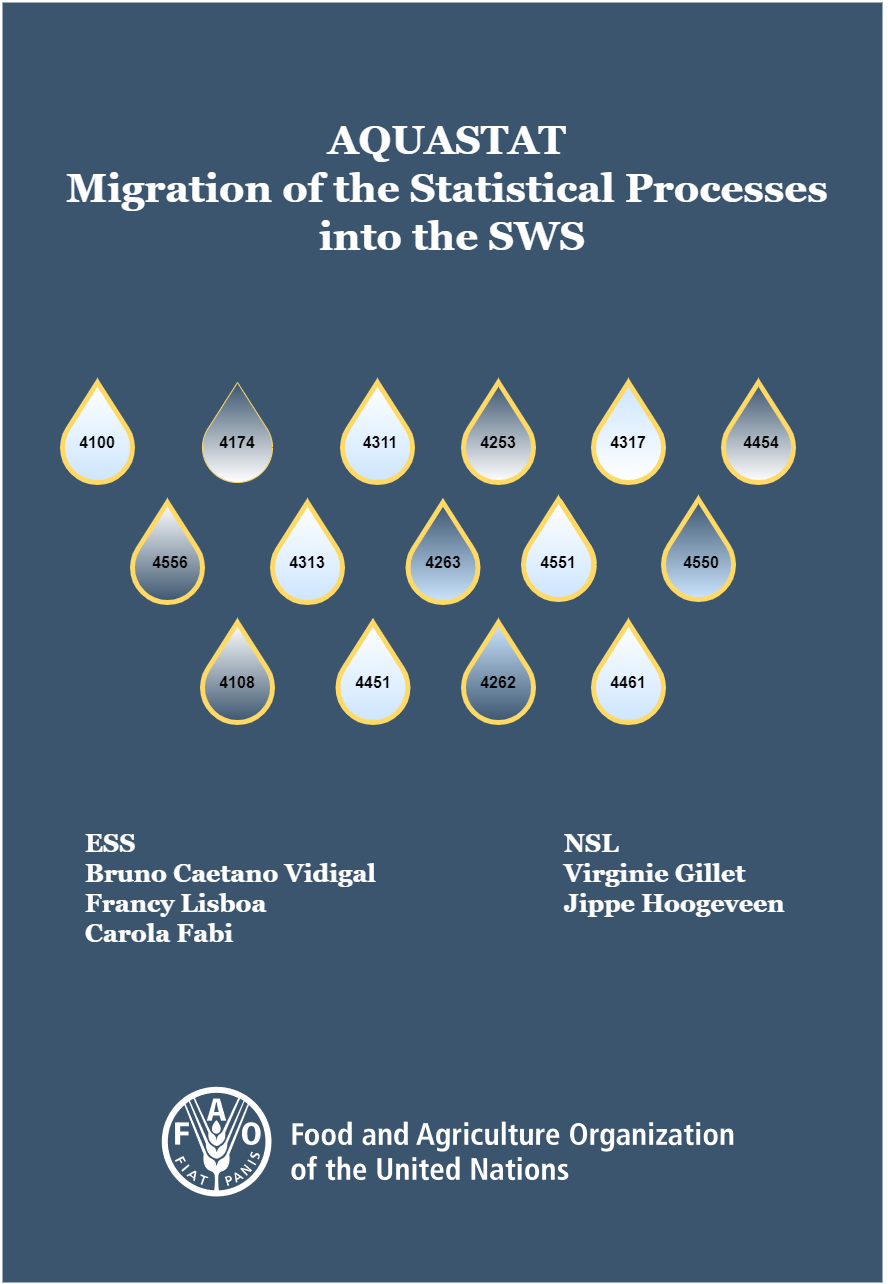 AQUASTAT
Migration of the Statistical Processes
into the SWS
4100 4174 4311 4253 4317 4454
4556 4313 4263 4551 4550
4108 4451 4262 4461
ESS
Bruno Caetano Vidigal
Francy Lisboa
Carola Fabi
NSL
Virginie Gillet
Jippe Hoogeveen
F A O
FIAT PANIS
Food and Agriculture Organization
of the United Nations